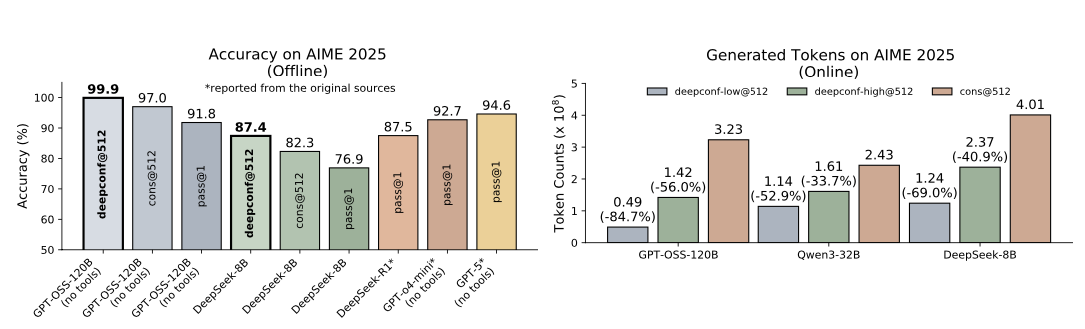 Accuracy on AIME 2025
(Offline)
*reported from the original sources
Accuracy (%)
100
90
80
70
60
50
99.9
97.0
91.8
87.4
82.3
76.9
87.5
92.7
94.6
deepconf@512
cons@512
pass@1
deepconf@512
cons@512
pass@1
pass@1
pass@1
pass@1
GPT-OSS-120B
(no tools)
GPT-OSS-120B
(no tools)
GPT-OSS-120B
(no tools)
DeepSeek-8B
DeepSeek-8B
DeepSeek-8B
DeepSeek-R1*
GPT-o4-mini*
(no tools)
GPT-5*
(no tools)
Generated Tokens on AIME 2025
(Online)
deepconf-low@512
deepconf-high@512
cons@512
Token Counts (x 10⁸)
5
4
3
2
1
0
0.49
(-84.7%)
1.42
(-56.0%)
3.23
1.14
(-52.9%)
1.61
(-33.7%)
2.43
1.24
(-69.0%)
2.37
(-40.9%)
4.01
GPT-OSS-120B
Qwen3-32B
DeepSeek-8B